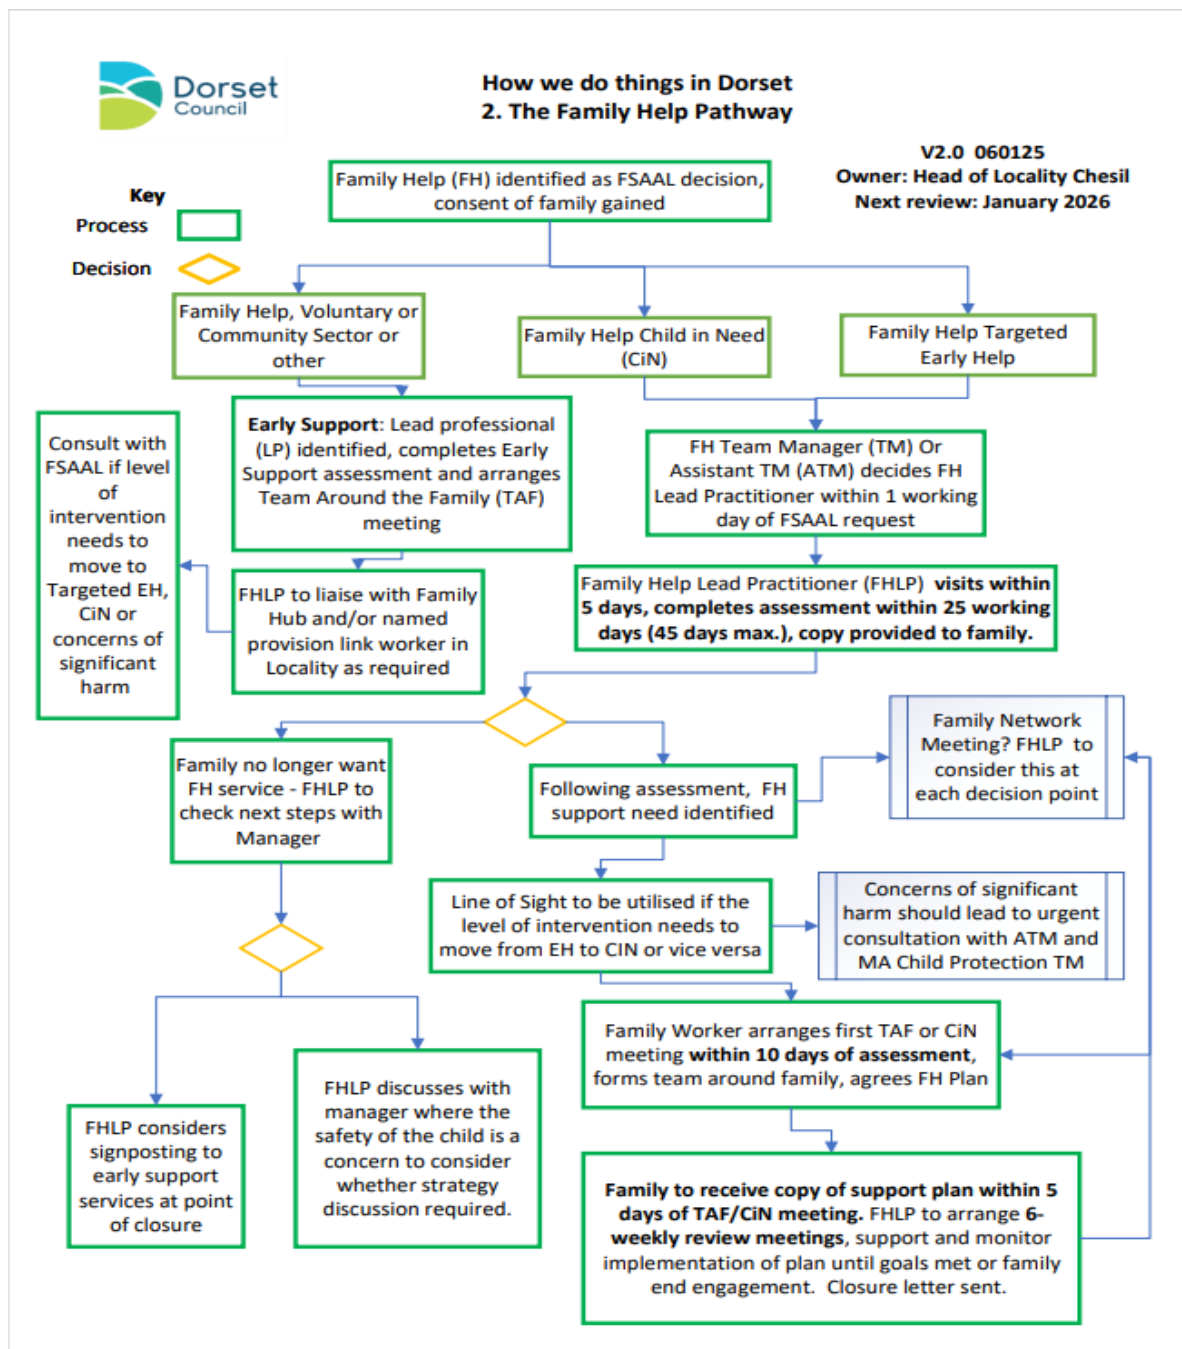 Dorset
Council
How we do things in Dorset
2. The Family Help Pathway
V2.0 060125
Owner: Head of Locality Chesil
Next review: January 2026
Key
Process
Decision
Family Help (FH) identified as FSAAL decision,
consent of family gained
Family Help, Voluntary or
Community Sector or
other
Family Help Child in Need
(CiN)
Family Help Targeted
Early Help
Consult with
FSAAL if level
of
intervention
needs to
move to
Targeted EH,
CiN or
concerns of
significant
harm
Early Support: Lead professional
(LP) identified, completes Early
Support assessment and arranges
Team Around the Family (TAF)
meeting
FH Team Manager (TM) Or
Assistant TM (ATM) decides FH
Lead Practitioner within 1 working
day of FSAAL request
FHLP to liaise with Family
Hub and/or named
provision link worker in
Locality as required
Family Help Lead Practitioner (FHLP) visits within
5 days, completes assessment within 25 working
days (45 days max.), copy provided to family.
Family no longer want
FH service - FHLP to
check next steps with
Manager
Following assessment, FH
support need identified
Family Network
Meeting? FHLP to
consider this at
each decision point
Line of Sight to be utilised if the
level of intervention needs to
move from EH to CIN or vice versa
Concerns of significant
harm should lead to urgent
consultation with ATM and
MA Child Protection TM
Family Worker arranges first TAF or CiN
meeting within 10 days of assessment,
forms team around family, agrees FH Plan
FHLP considers
signposting to
early support
services at point
of closure
FHLP discusses with
manager where the
safety of the child is a
concern to consider
whether strategy
discussion required.
Family to receive copy of support plan within 5
days of TAF/CiN meeting. FHLP to arrange 6-
weekly review meetings, support and monitor
implementation of plan until goals met or family
end engagement. Closure letter sent.